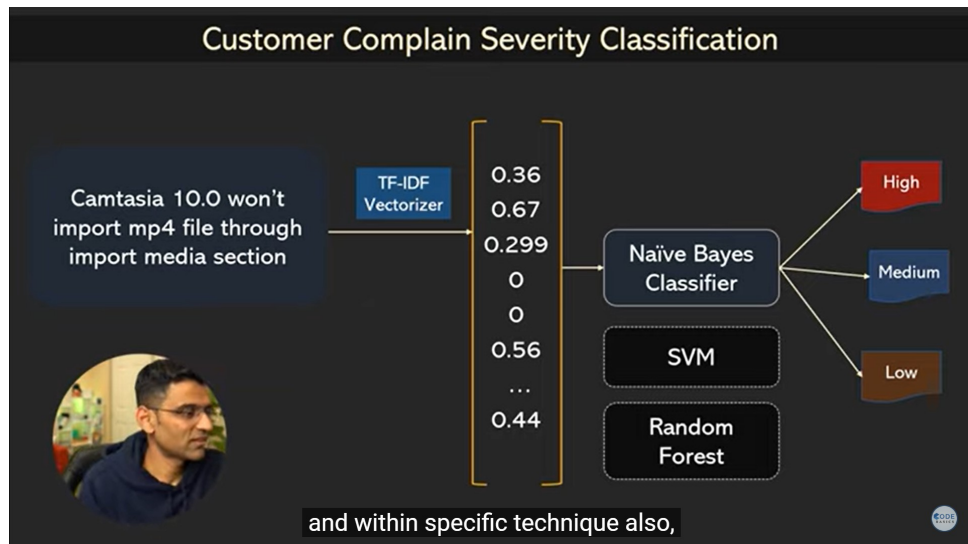 Customer Complain Severity Classification
Camtasia 10.0 won't
import mp4 file through
import media section
TF-IDF
Vectorizer
0.36
0.67
0.299
0
0
0.56
...
0.44
Naïve Bayes
Classifier
SVM
Random
Forest
High
Medium
Low
and within specific technique also,
CODE
BASICS